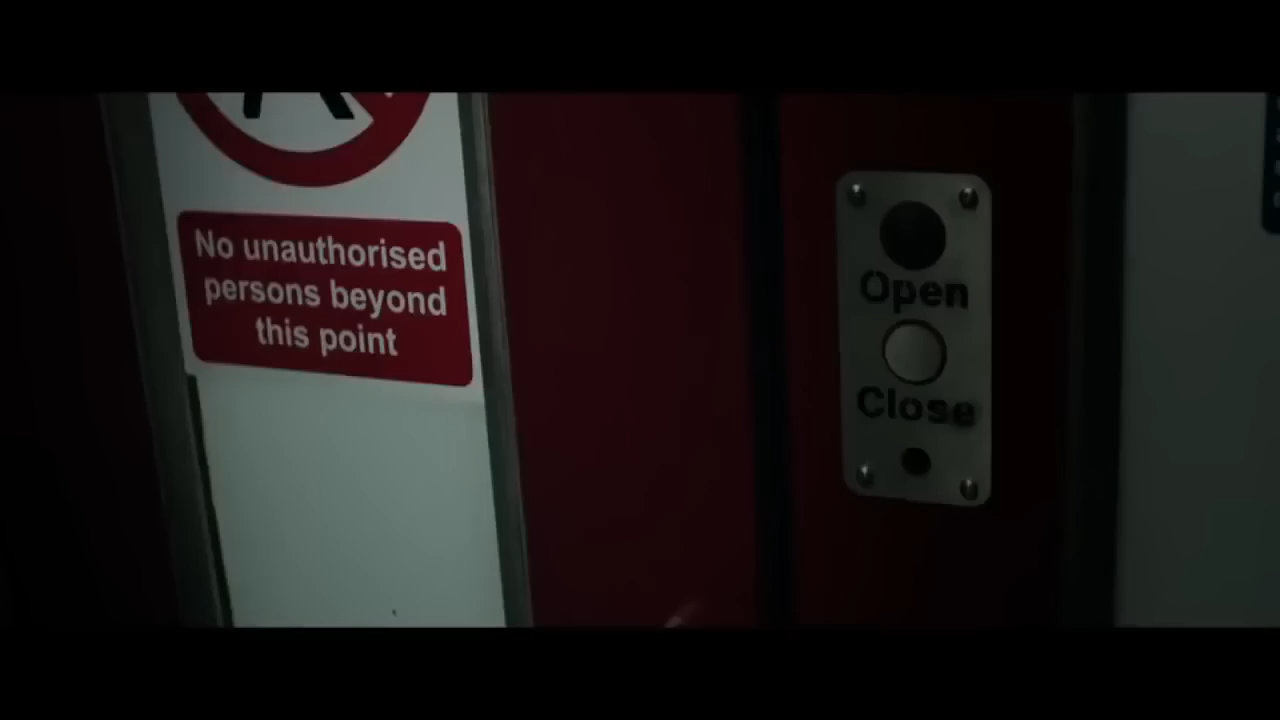 No unauthorised
persons beyond
this point
Open
Close